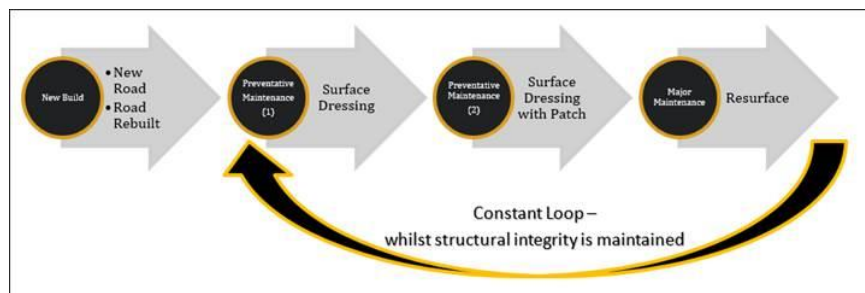 New Build
• New
Road
• Road
Rebuilt
Preventative
Maintenance
(1)
Surface
Dressing
Preventative
Maintenance
(2)
Surface
Dressing
with Patch
Major
Maintenance
Resurface
Constant Loop –
whilst structural integrity is maintained